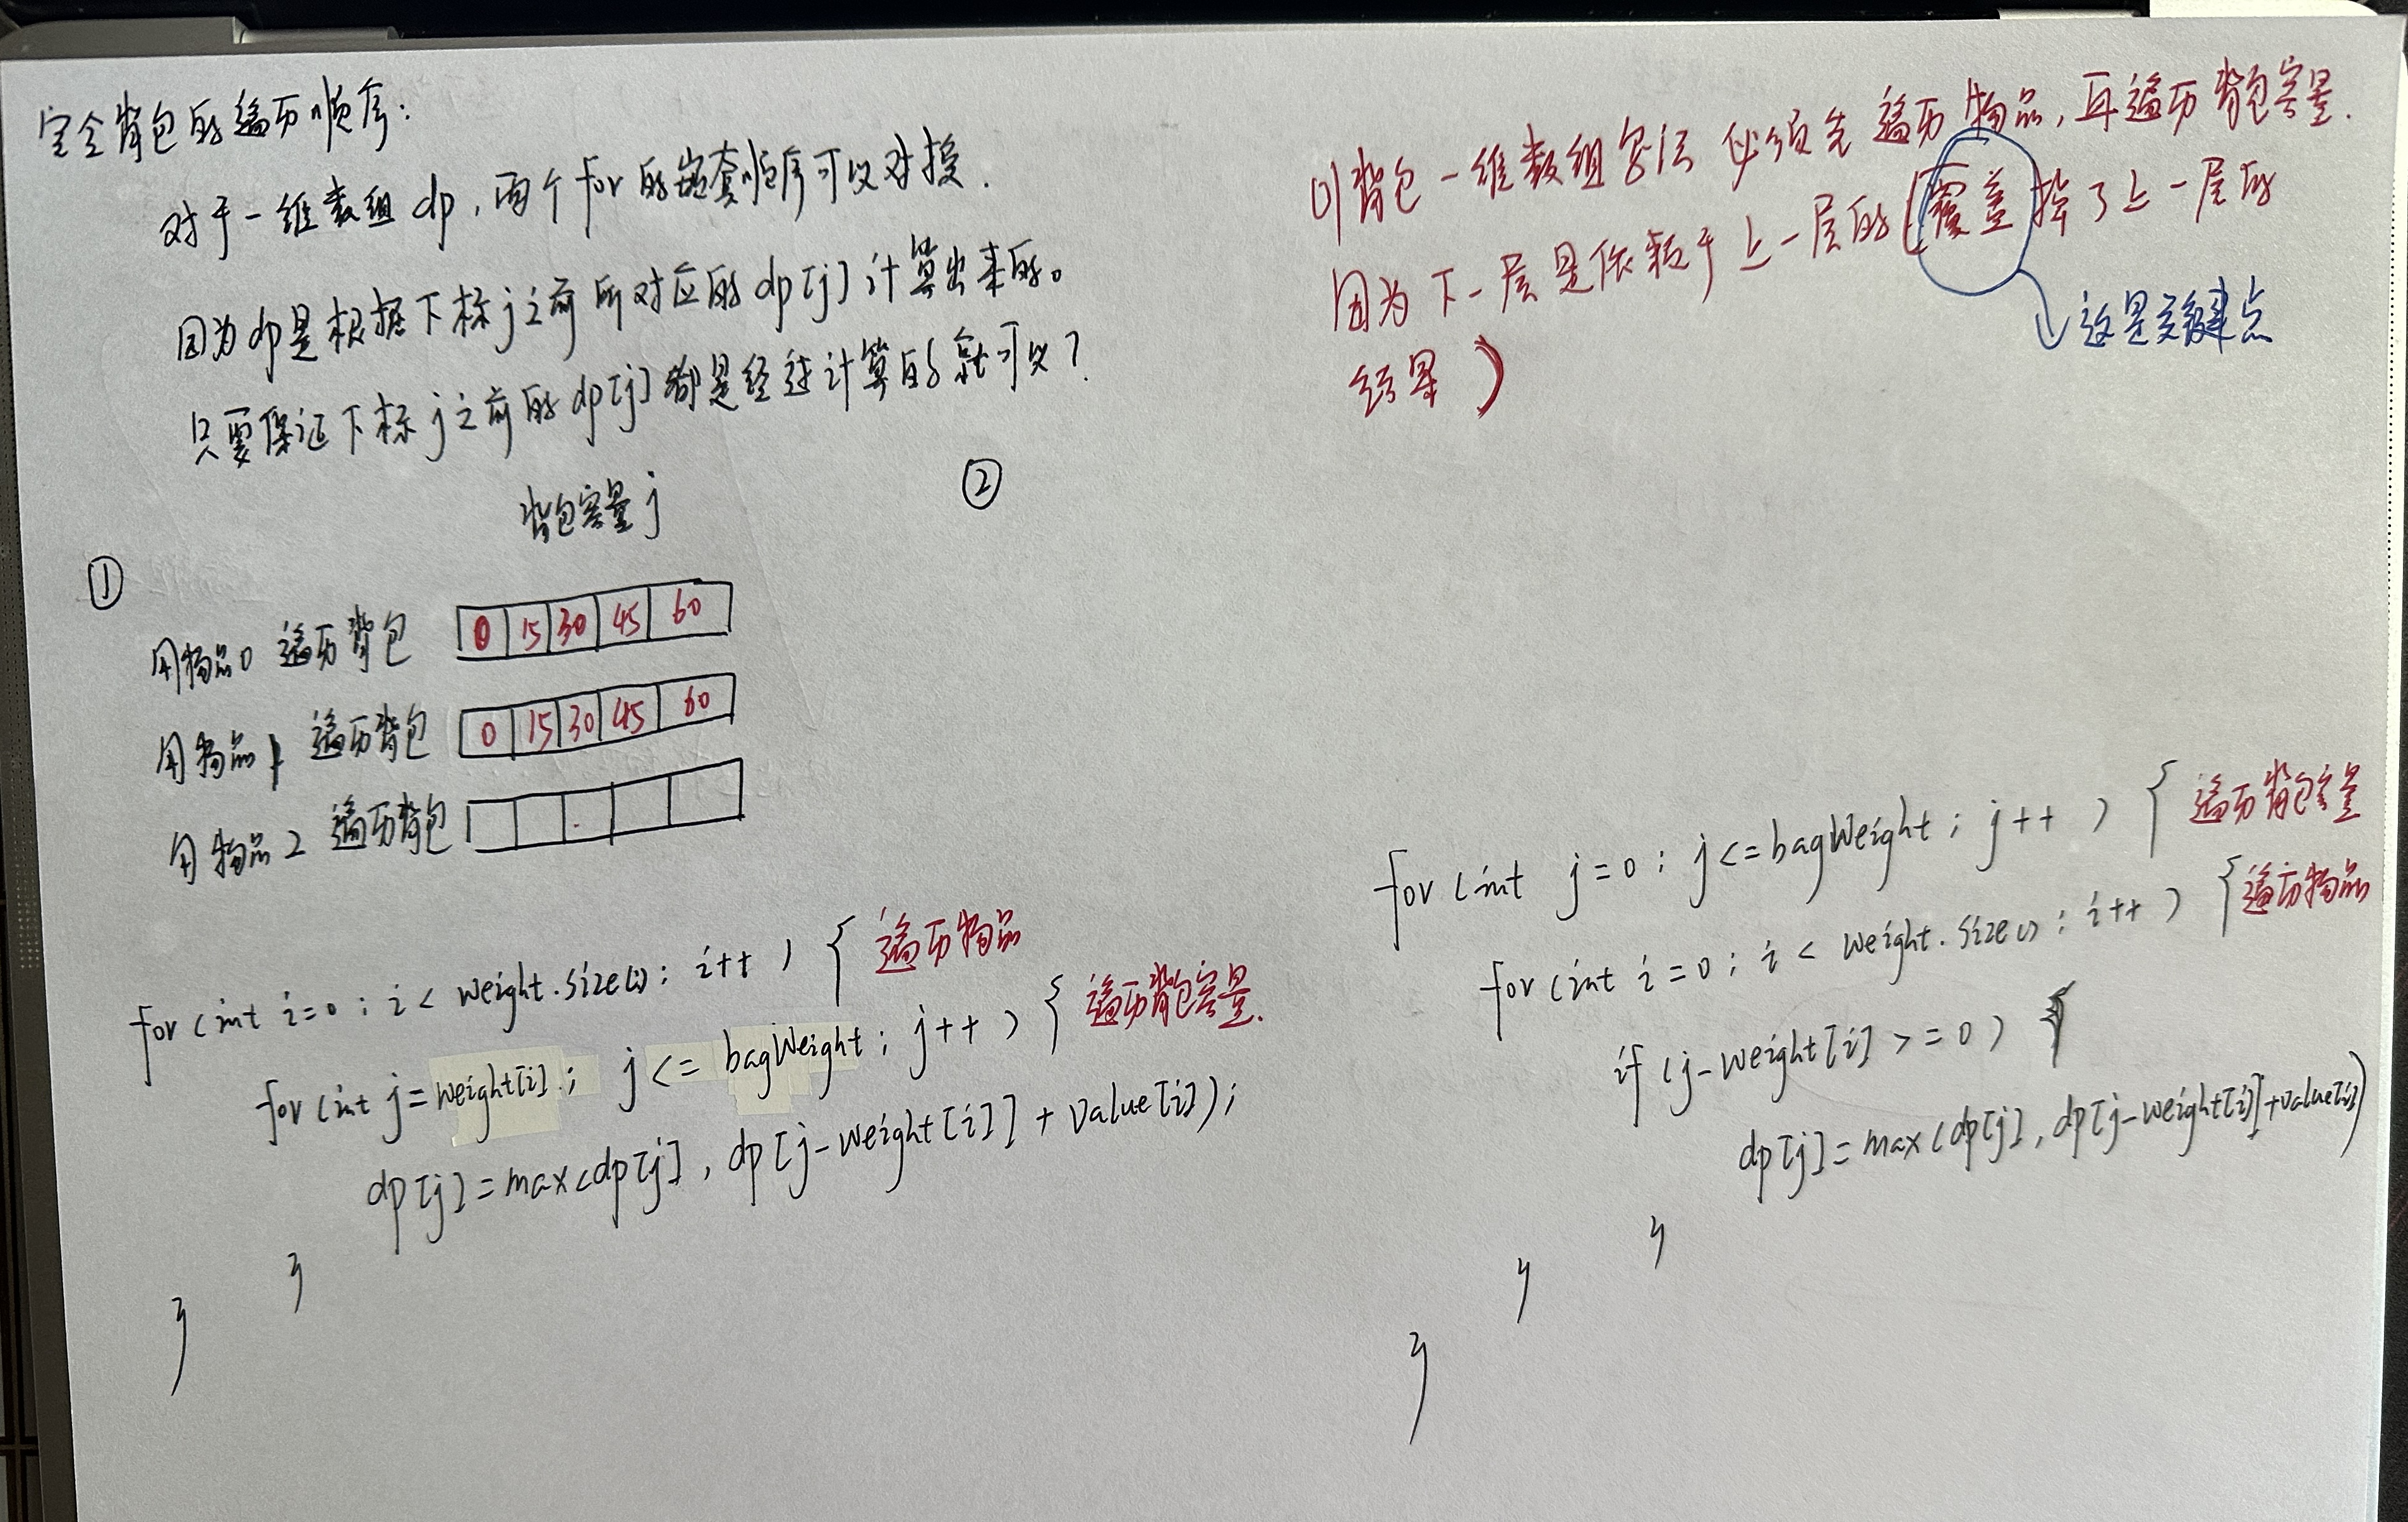 完全背包的遍历顺序：
对于一维数组 dp，两个 for 的嵌套顺序可以对换.
因为 dp 是根据下标 j 之前所对应的 dp[j] 计算出来的。
只要保证下标 j 之前的 dp[j] 都是经过计算的就可以？
背包容量 j
①
用物品0 遍历背包 0 15 30 45 60
用物品1 遍历背包 0 15 30 45 60
用物品2 遍历背包
for (int i=0 ; i < weight.size() ; i++ ) { 遍历物品
for (int j = weight[i] ; j <= bagWeight ; j++ ) { 遍历背包容量.
dp[j] = max(dp[j] , dp[j-weight[i]] + value[i]);
}
}
②
01背包一维数组写法 必须先 遍历物品, 再遍历背包容量.
因为下一层是依赖于上一层的 (覆盖掉了上一层的
结果 )
这是关键点
for (int j=0 ; j<=bagWeight ; j++ ) { 遍历背包容量
for (int i=0 ; i < weight.size() ; i++ ) { 遍历物品
if (j-weight[i] >=0) {
dp[j] = max(dp[j], dp[j-weight[i]]+value[i])
}
}
}